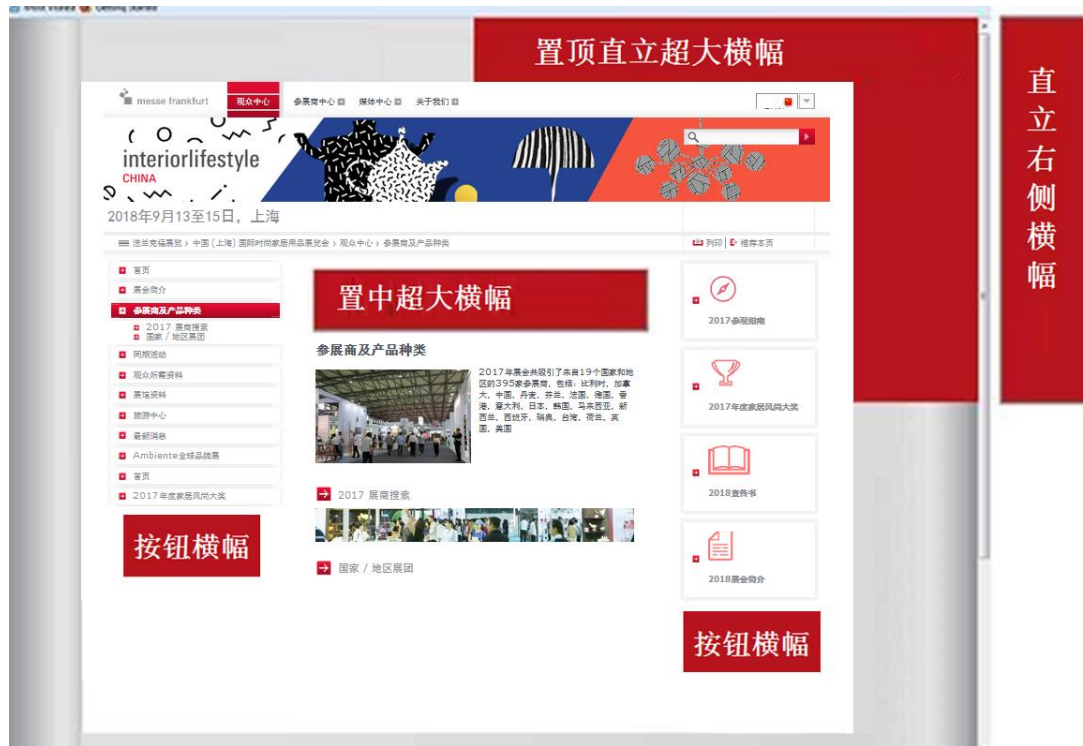 置顶直立超大横幅
直立右侧横幅
messe frankfurt
观众中心
参展商中心
媒体中心
关于我们
interiorlifestyle
CHINA
2018年9月13至15日，上海
法兰克福展览 › 中国 (上海) 国际时尚家居用品展览会 › 观众中心 › 参展商及产品种类
列印
推荐本页
首页
展会简介
参展商及产品种类
2017 展商搜索
国家 / 地区展团
同期活动
观众所需资料
展馆资料
旅游中心
最新消息
Ambiente全球品牌展
首页
2017年度家居风尚大奖
按钮横幅
置中超大横幅
参展商及产品种类
2017年展会共吸引了来自19个国家和地
区的395家参展商，包括：比利时、加拿
大、中国、丹麦、芬兰、法国、德国、香
港、意大利、日本、韩国、马来西亚、新
西兰、西班牙、瑞典、台湾、荷兰、英
国、美国
2017 展商搜索
国家 / 地区展团
2017参观指南
2017年度家居风尚大奖
2018宣传书
2018展会简介
按钮横幅